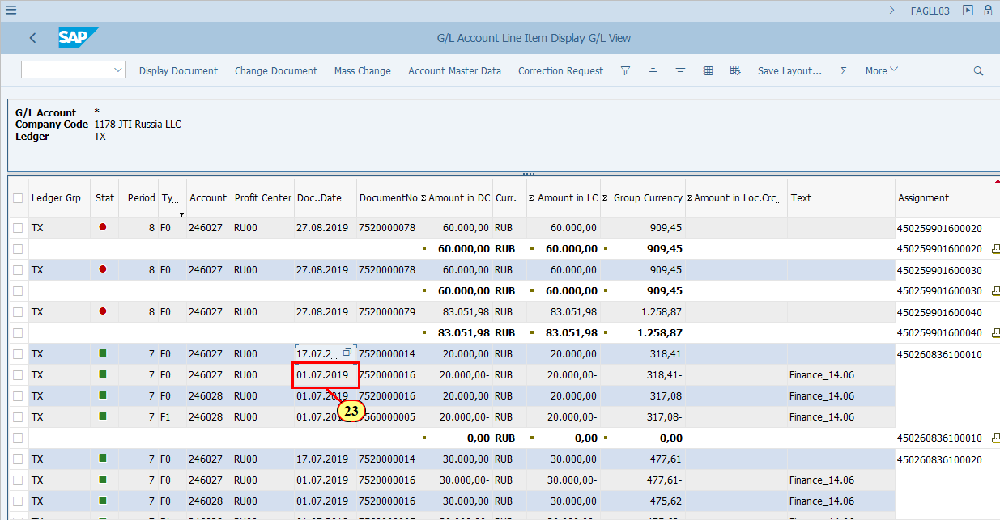 FAGLL03
SAP G/L Account Line Item Display G/L View
Display Document Change Document Mass Change Account Master Data Correction Request Save Layout... Σ More
G/L Account *
Company Code 1178 JTI Russia LLC
Ledger TX
Ledger Grp Stat Period Ty... Account Profit Center Doc..Date DocumentNo Σ Amount in DC Curr. Σ Amount in LC Σ Group Currency Σ Amount in Loc.Crc... Text Assignment
TX 8 F0 246027 RU00 27.08.2019 7520000078 60.000,00 RUB 60.000,00 909,45 450259901600020
60.000,00 RUB 60.000,00 909,45 450259901600020
TX 8 F0 246027 RU00 27.08.2019 7520000078 60.000,00 RUB 60.000,00 909,45 450259901600030
60.000,00 RUB 60.000,00 909,45 450259901600030
TX 8 F0 246027 RU00 27.08.2019 7520000079 83.051,98 RUB 83.051,98 1.258,87 450259901600040
83.051,98 RUB 83.051,98 1.258,87 450259901600040
TX 7 F0 246027 RU00 17.07.2... 7520000014 20.000,00 RUB 20.000,00 318,41 450260836100010
TX 7 F0 246027 RU00 01.07.2019 7520000016 20.000,00- RUB 20.000,00- 318,41- Finance_14.06
TX 7 F0 246028 RU00 01.07.2019 7520000016 20.000,00 RUB 20.000,00 317,08 Finance_14.06
TX 7 F1 246028 RU00 01.07. 23 7560000005 20.000,00- RUB 20.000,00- 317,08- Finance_14.06
0,00 RUB 0,00 0,00 450260836100010
TX 7 F0 246027 RU00 17.07.2019 7520000014 30.000,00 RUB 30.000,00 477,61 450260836100020
TX 7 F0 246027 RU00 01.07.2019 7520000016 30.000,00- RUB 30.000,00- 477,61- Finance_14.06
TX 7 F0 246028 RU00 01.07.2019 7520000016 30.000,00 RUB 30.000,00 475,62 Finance_14.06